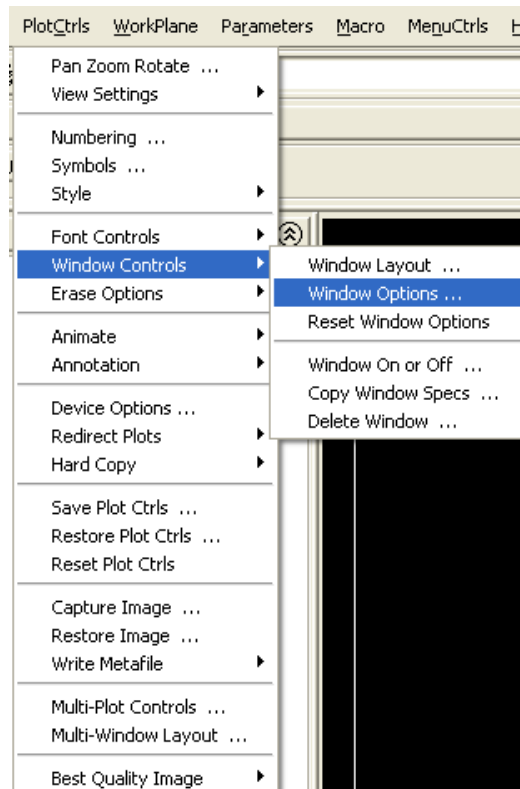 PlotCtrls WorkPlane Parameters Macro MenuCtrls
Pan Zoom Rotate ...
View Settings
Numbering ...
Symbols ...
Style
Font Controls
Window Controls
Erase Options
Animate
Annotation
Device Options ...
Redirect Plots
Hard Copy
Save Plot Ctrls ...
Restore Plot Ctrls ...
Reset Plot Ctrls
Capture Image ...
Restore Image ...
Write Metafile
Multi-Plot Controls ...
Multi-Window Layout ...
Best Quality Image
Window Layout ...
Window Options ...
Reset Window Options
Window On or Off ...
Copy Window Specs ...
Delete Window ...